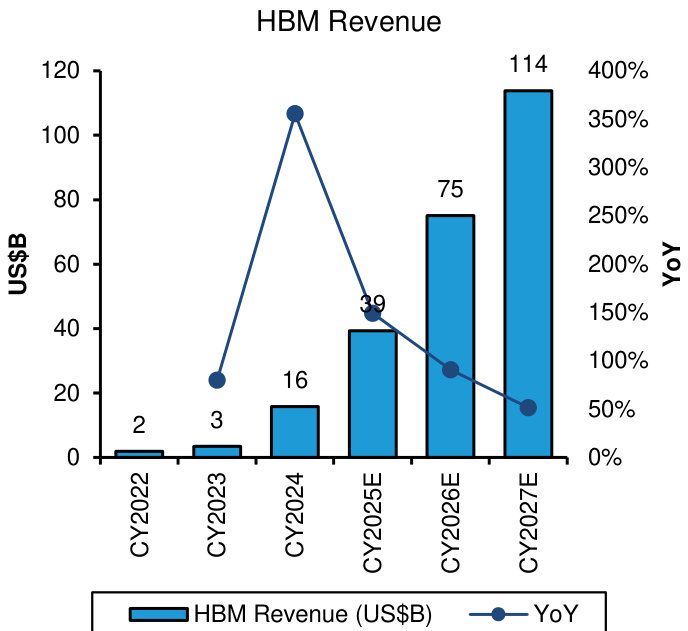 HBM Revenue
120
100
80
60
40
20
0
US$B
400%
350%
300%
250%
200%
150%
100%
50%
0%
YoY
2
3
16
39
75
114
CY2022
CY2023
CY2024
CY2025E
CY2026E
CY2027E
HBM Revenue (US$B)
YoY